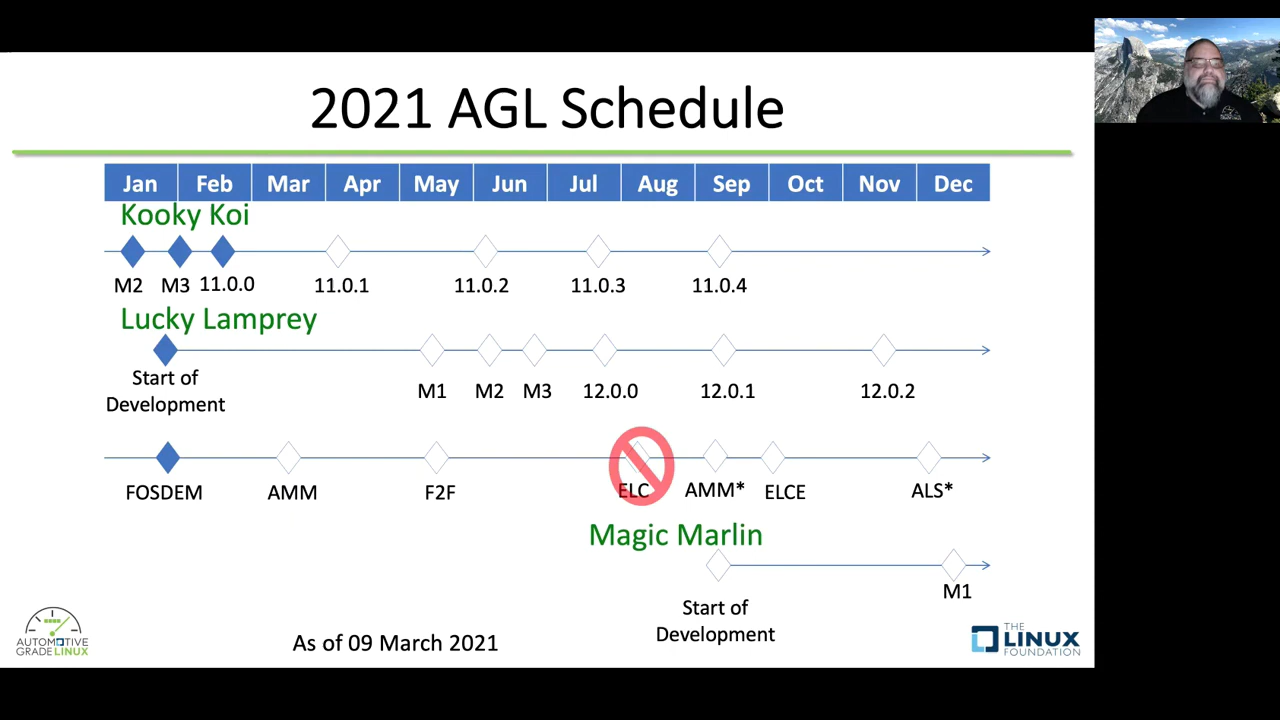 2021 AGL Schedule
Jan Feb Mar Apr May Jun Jul Aug Sep Oct Nov Dec
Kooky Koi
M2 M3 11.0.0 11.0.1 11.0.2 11.0.3 11.0.4
Lucky Lamprey
Start of
Development
M1 M2 M3 12.0.0 12.0.1 12.0.2
FOSDEM AMM F2F ELC AMM* ELCE ALS*
Magic Marlin
M1
Start of
Development
As of 09 March 2021
AUTOMOTIVE
GRADELINUX
THE
LINUX
FOUNDATION